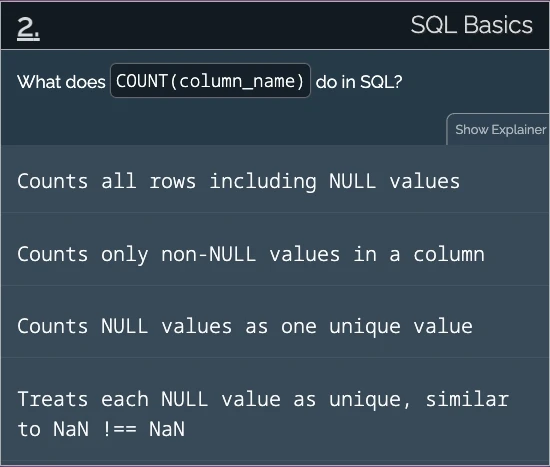 2.
SQL Basics
What does COUNT(column_name) do in SQL?
Show Explainer
Counts all rows including NULL values
Counts only non-NULL values in a column
Counts NULL values as one unique value
Treats each NULL value as unique, similar
to NaN !== NaN